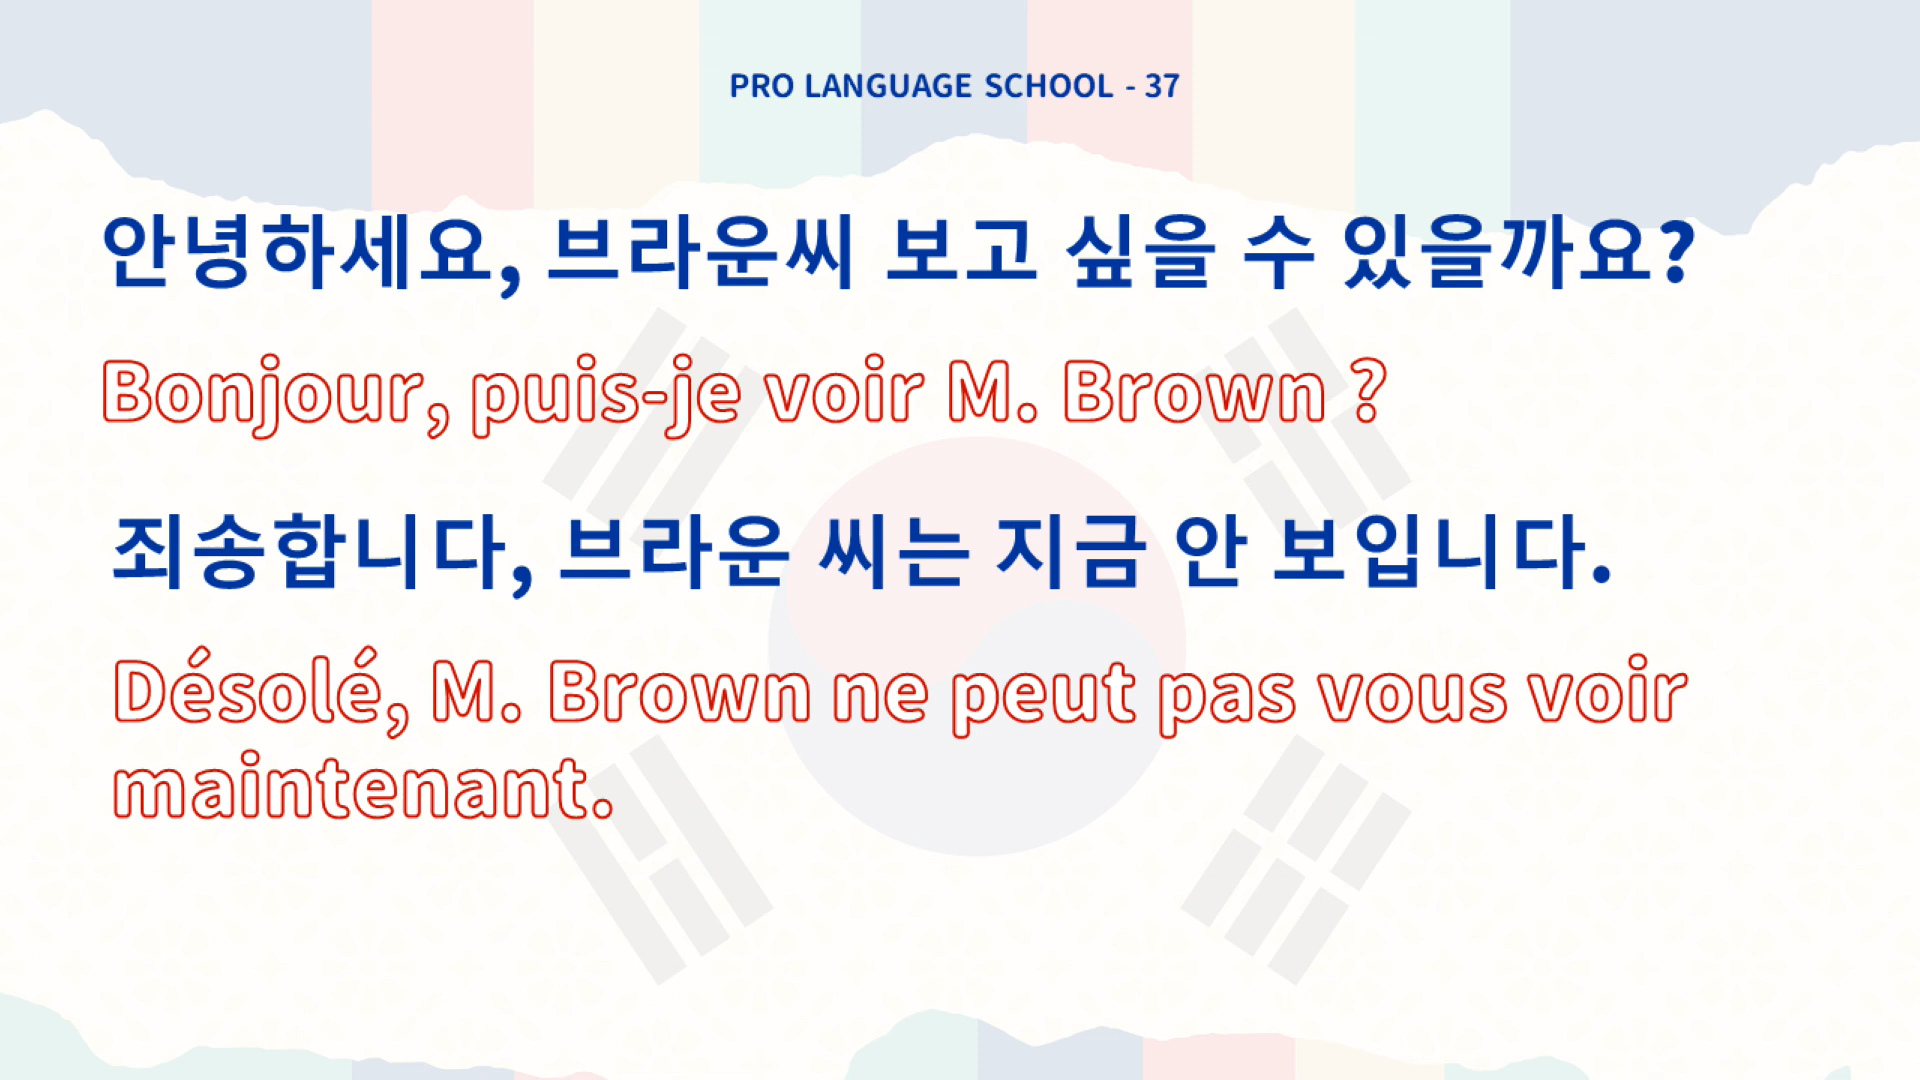 PRO LANGUAGE SCHOOL - 37
안녕하세요, 브라운씨 보고 싶을 수 있을까요?
Bonjour, puis-je voir M. Brown ?
죄송합니다, 브라운 씨는 지금 안 보입니다.
Désolé, M. Brown ne peut pas vous voir
maintenant.